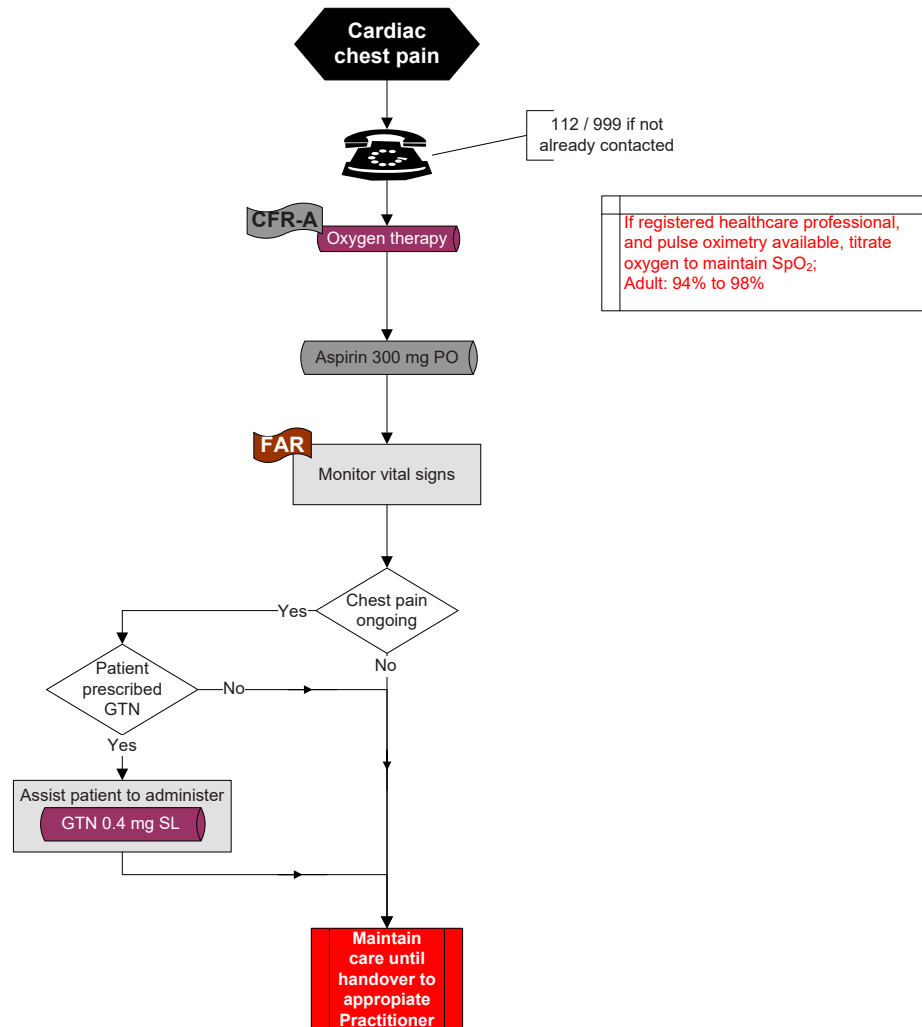 Cardiac
chest pain
112 / 999 if not
already contacted
CFR-A
Oxygen therapy
If registered healthcare professional,
and pulse oximetry available, titrate
oxygen to maintain SpO₂;
Adult: 94% to 98%
Aspirin 300 mg PO
FAR
Monitor vital signs
Chest pain
ongoing
Yes
No
Patient
prescribed
GTN
No
Yes
Assist patient to administer
GTN 0.4 mg SL
Maintain
care until
handover to
appropiate
Practitioner